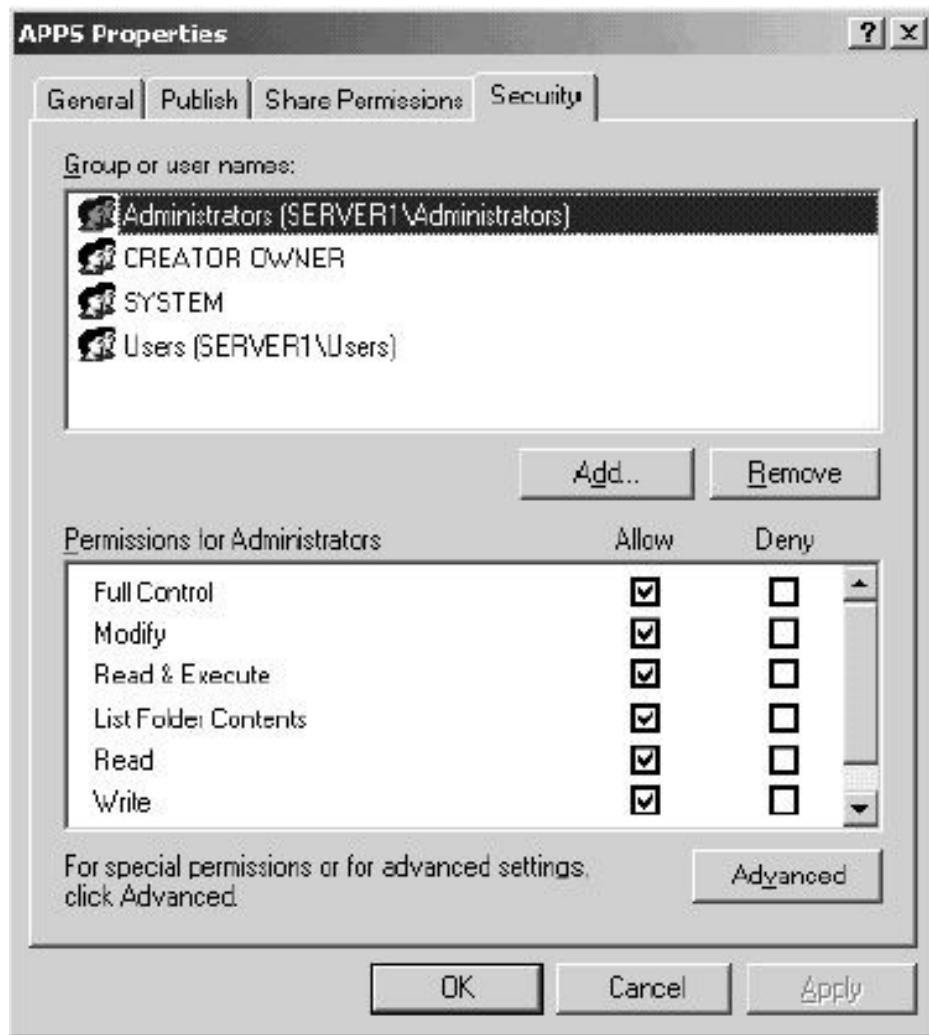 APPS Properties
? X
General Publish Share Permissions Security
Group or user names:
Administrators (SERVER1\Administrators)
CREATOR OWNER
SYSTEM
Users (SERVER1\Users)
Add... Remove
Permissions for Administrators Allow Deny
Full Control
Modify
Read & Execute
List Folder Contents
Read
Write
For special permissions or for advanced settings,
click Advanced.
Advanced
OK Cancel Apply